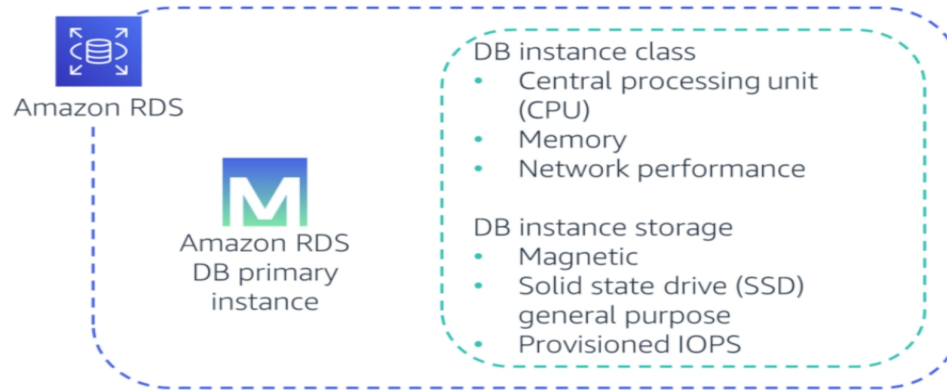 Amazon RDS
M
Amazon RDS
DB primary
instance
DB instance class
• Central processing unit
(CPU)
• Memory
• Network performance
DB instance storage
• Magnetic
• Solid state drive (SSD)
general purpose
• Provisioned IOPS